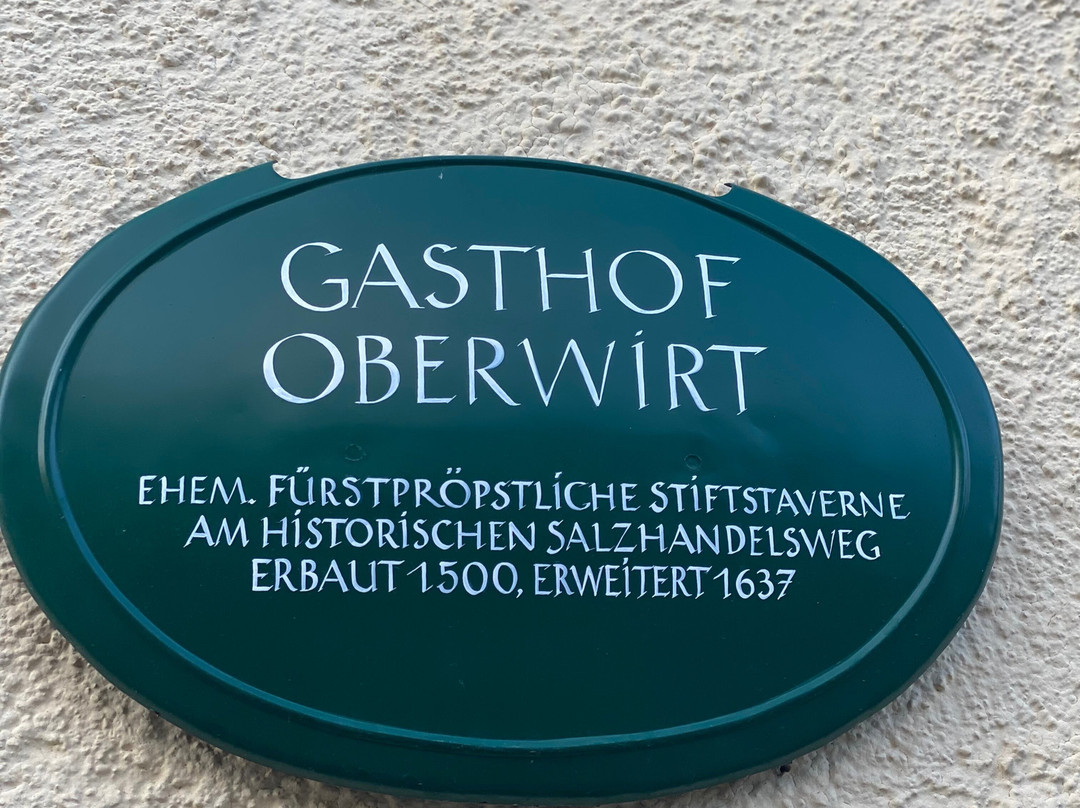 GASTHOF
OBERWIRT
EHEM. FÜRSTPRÖPSTLICHE STIFTSTAVERNE
AM HISTORISCHEN SALZHANDELSWEG
ERBAUT 1500, ERWEITERT 1637